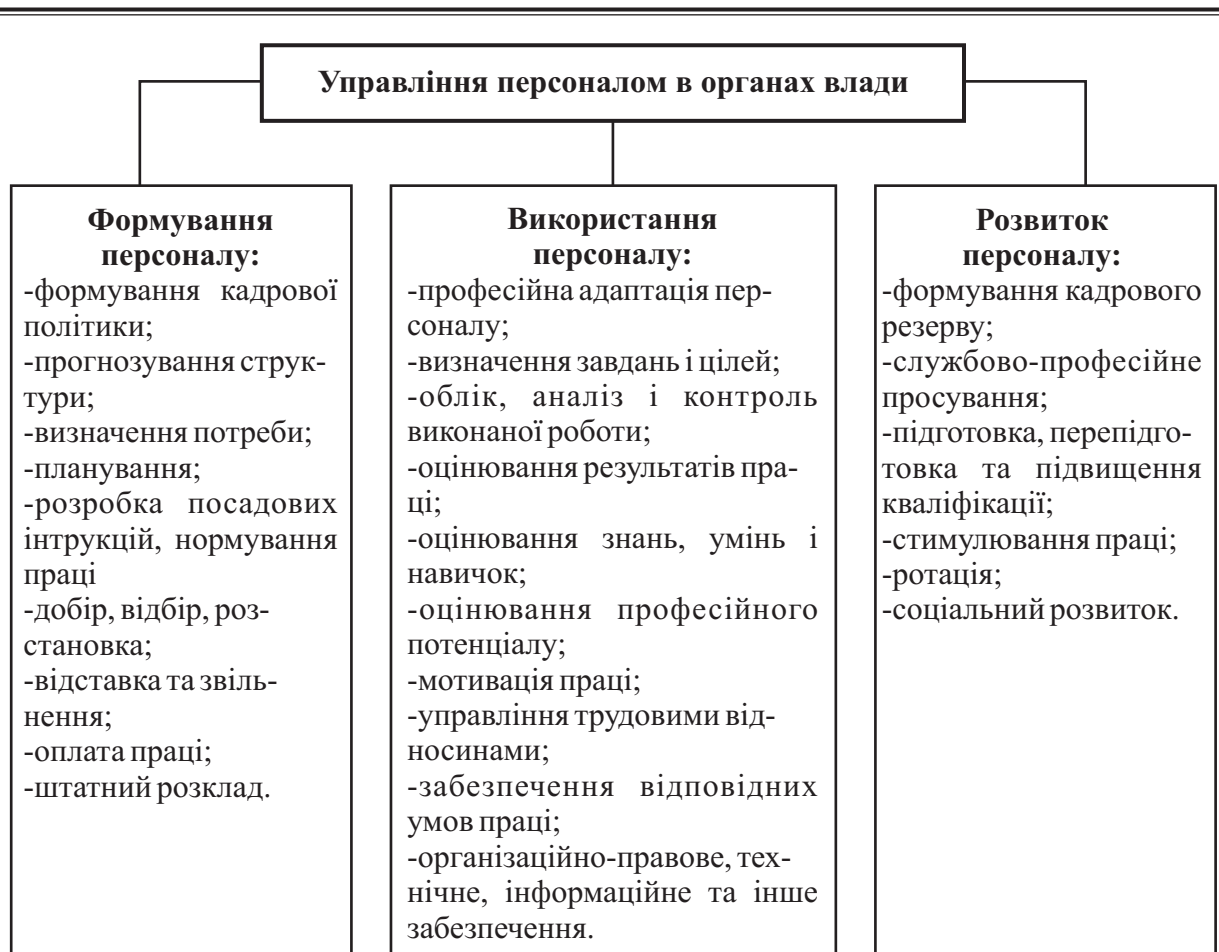 Управління персоналом в органах влади
Формування
персоналу:
-формування кадрової
політики;
-прогнозування струк-
тури;
-визначення потреби;
-планування;
-розробка посадових
інтрукцій, нормування
праці
-добір, відбір, роз-
становка;
-відставка та звіль-
нення;
-оплата праці;
-штатний розклад.
Використання
персоналу:
-професійна адаптація пер-
соналу;
-визначення завдань і цілей;
-облік, аналіз і контроль
виконаної роботи;
-оцінювання результатів пра-
ці;
-оцінювання знань, умінь і
навичок;
-оцінювання професійного
потенціалу;
-мотивація праці;
-управління трудовими від-
носинами;
-забезпечення відповідних
умов праці;
-організаційно-правове, тех-
нічне, інформаційне та інше
забезпечення.
Розвиток
персоналу:
-формування кадрового
резерву;
-службово-професійне
просування;
-підготовка, перепідго-
товка та підвищення
кваліфікації;
-стимулювання праці;
-ротація;
-соціальний розвиток.